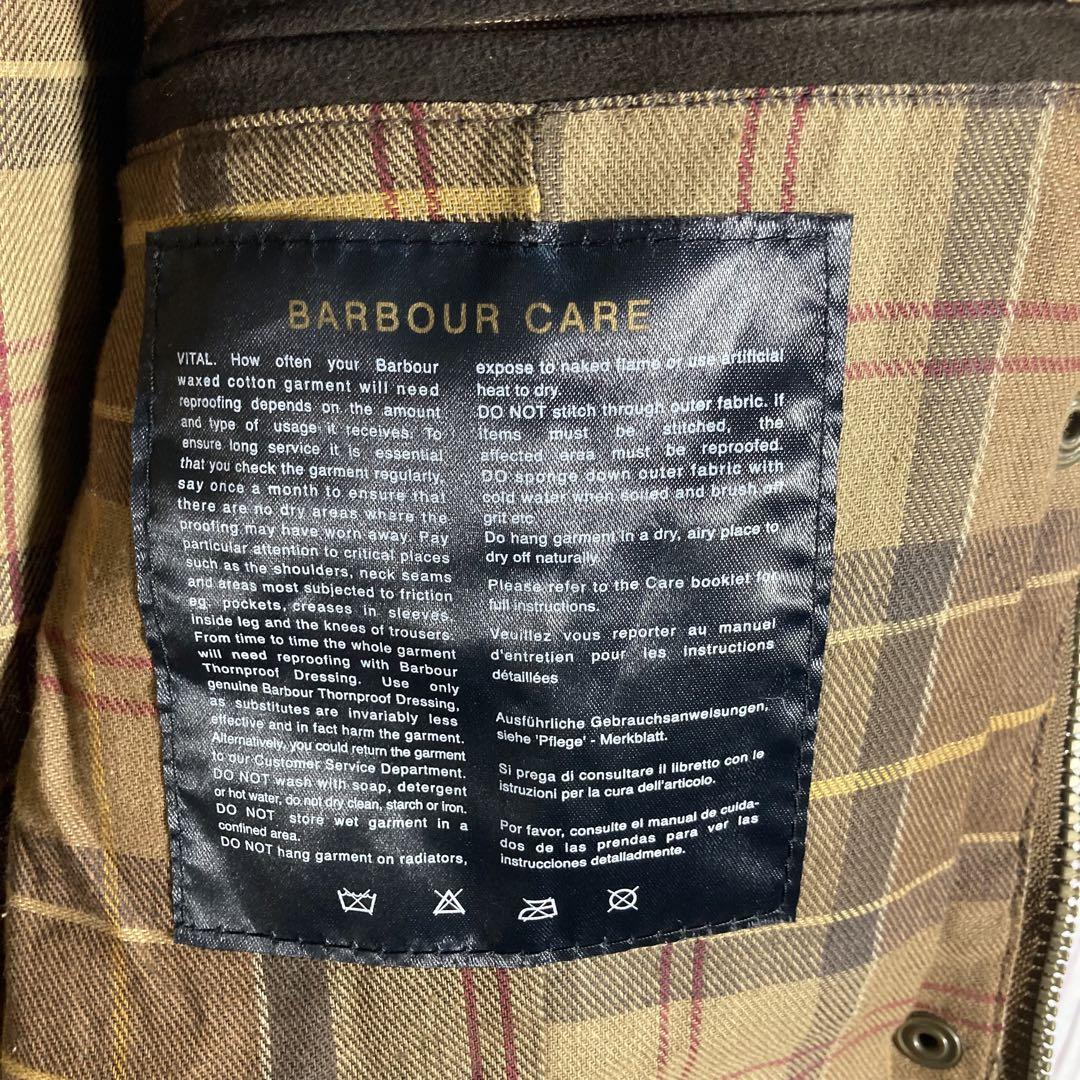 BARBOUR CARE
VITAL. How often your Barbour
waxed cotton garment will need
reproofing depends on the amount
and type of usage it receives. To
ensure long service it is essential
that you check the garment regularly,
say once a month to ensure that
there are no dry areas where the
proofing may have worn away. Pay
particular attention to critical places
such as the shoulders, neck seams
and areas most subjected to friction
eg: pockets, creases in sleeves
inside leg and the knees of trousers.
From time to time the whole garment
will need reproofing with Barbour
Thornproof Dressing. Use only
genuine Barbour Thornproof Dressing,
as substitutes are invariably less
effective and in fact harm the garment.
Alternatively, you could return the garment
to our Customer Service Department.
DO NOT wash with soap, detergent
or hot water, do not dry clean, starch or iron.
DO NOT store wet garment in a
confined area.
DO NOT hang garment on radiators,
expose to naked flame or use artificial
heat to dry.
DO NOT stitch through outer fabric. If
items must be stitched, the
affected area must be reproofed.
DO sponge down outer fabric with
cold water when soiled and brush off
grit etc.
Do hang garment in a dry, airy place to
dry off naturally.
Please refer to the Care booklet for
full instructions.
Veuillez vous reporter au manuel
d'entretien pour les instructions
détaillées
Ausführliche Gebrauchsanweisungen,
siehe 'Pflege' - Merkblatt.
Si prega di consultare il libretto con le
istruzioni per la cura dell'articolo.
Por favor, consulte el manual de cuida-
dos de las prendas para ver las
instrucciones detalladmente.